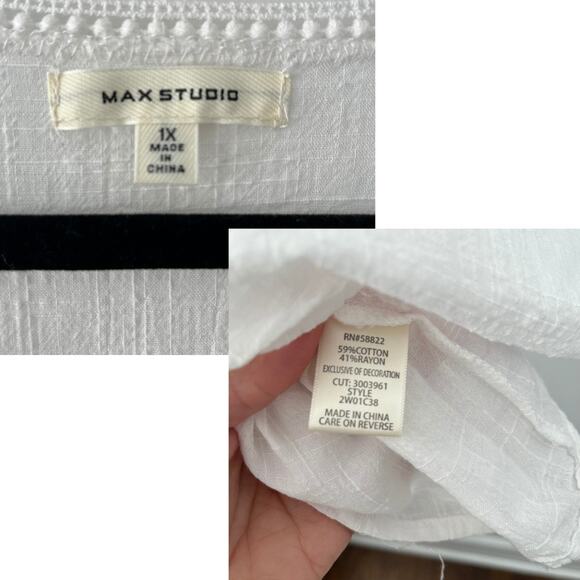 MAX STUDIO
1X
MADE
IN
CHINA
RN#58822
59%COTTON
41%RAYON
EXCLUSIVE OF DECORATION
CUT: 3003961
STYLE
2W01C38
MADE IN CHINA
CARE ON REVERSE